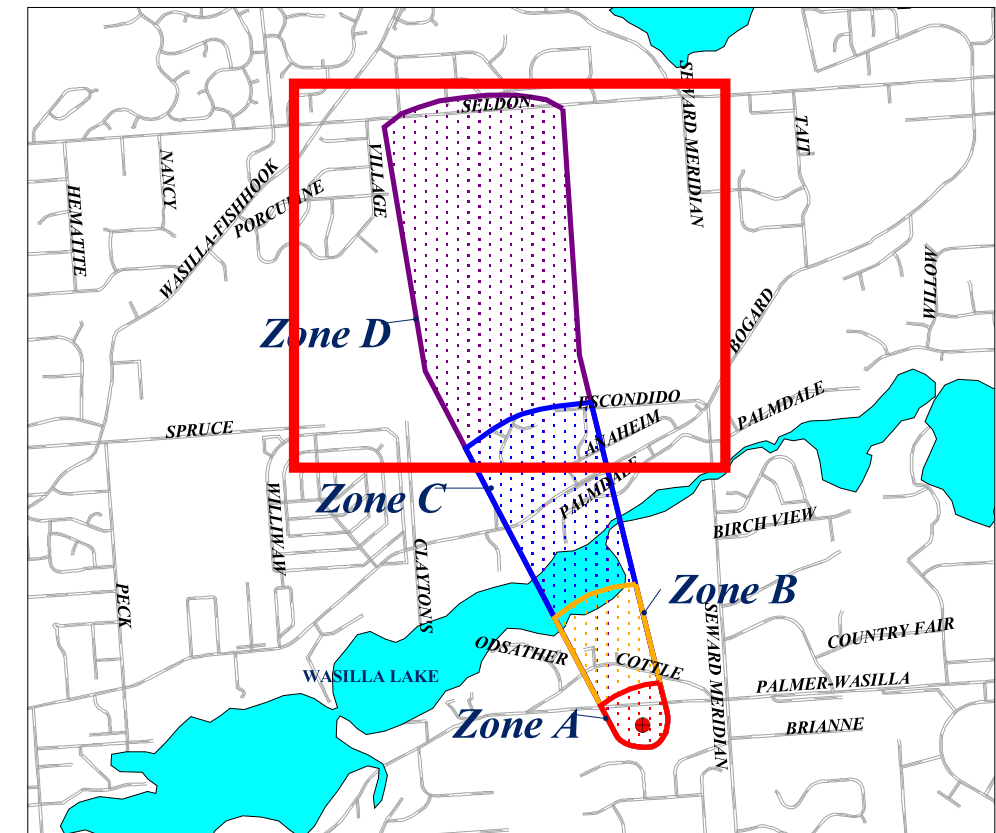 SEWARD MERIDIAN
SELDON
TAIT
NANCY
VILLAGE
HEMATITE
WASILLA-FISHHOOK
PORCUPINE
WILLOW
Zone D
BOGARD
ESCONDIDO
PALMDALE
ANAHEIM
SPRUCE
PALMDALE
Zone C
WILLIWAW
BIRCH VIEW
CLAYTONS
PECK
Zone B
SEWARD MERIDIAN
COUNTRY FAIR
ODSATHER
COTTLE
WASILLA LAKE
PALMER-WASILLA
Zone A
BRIANNE